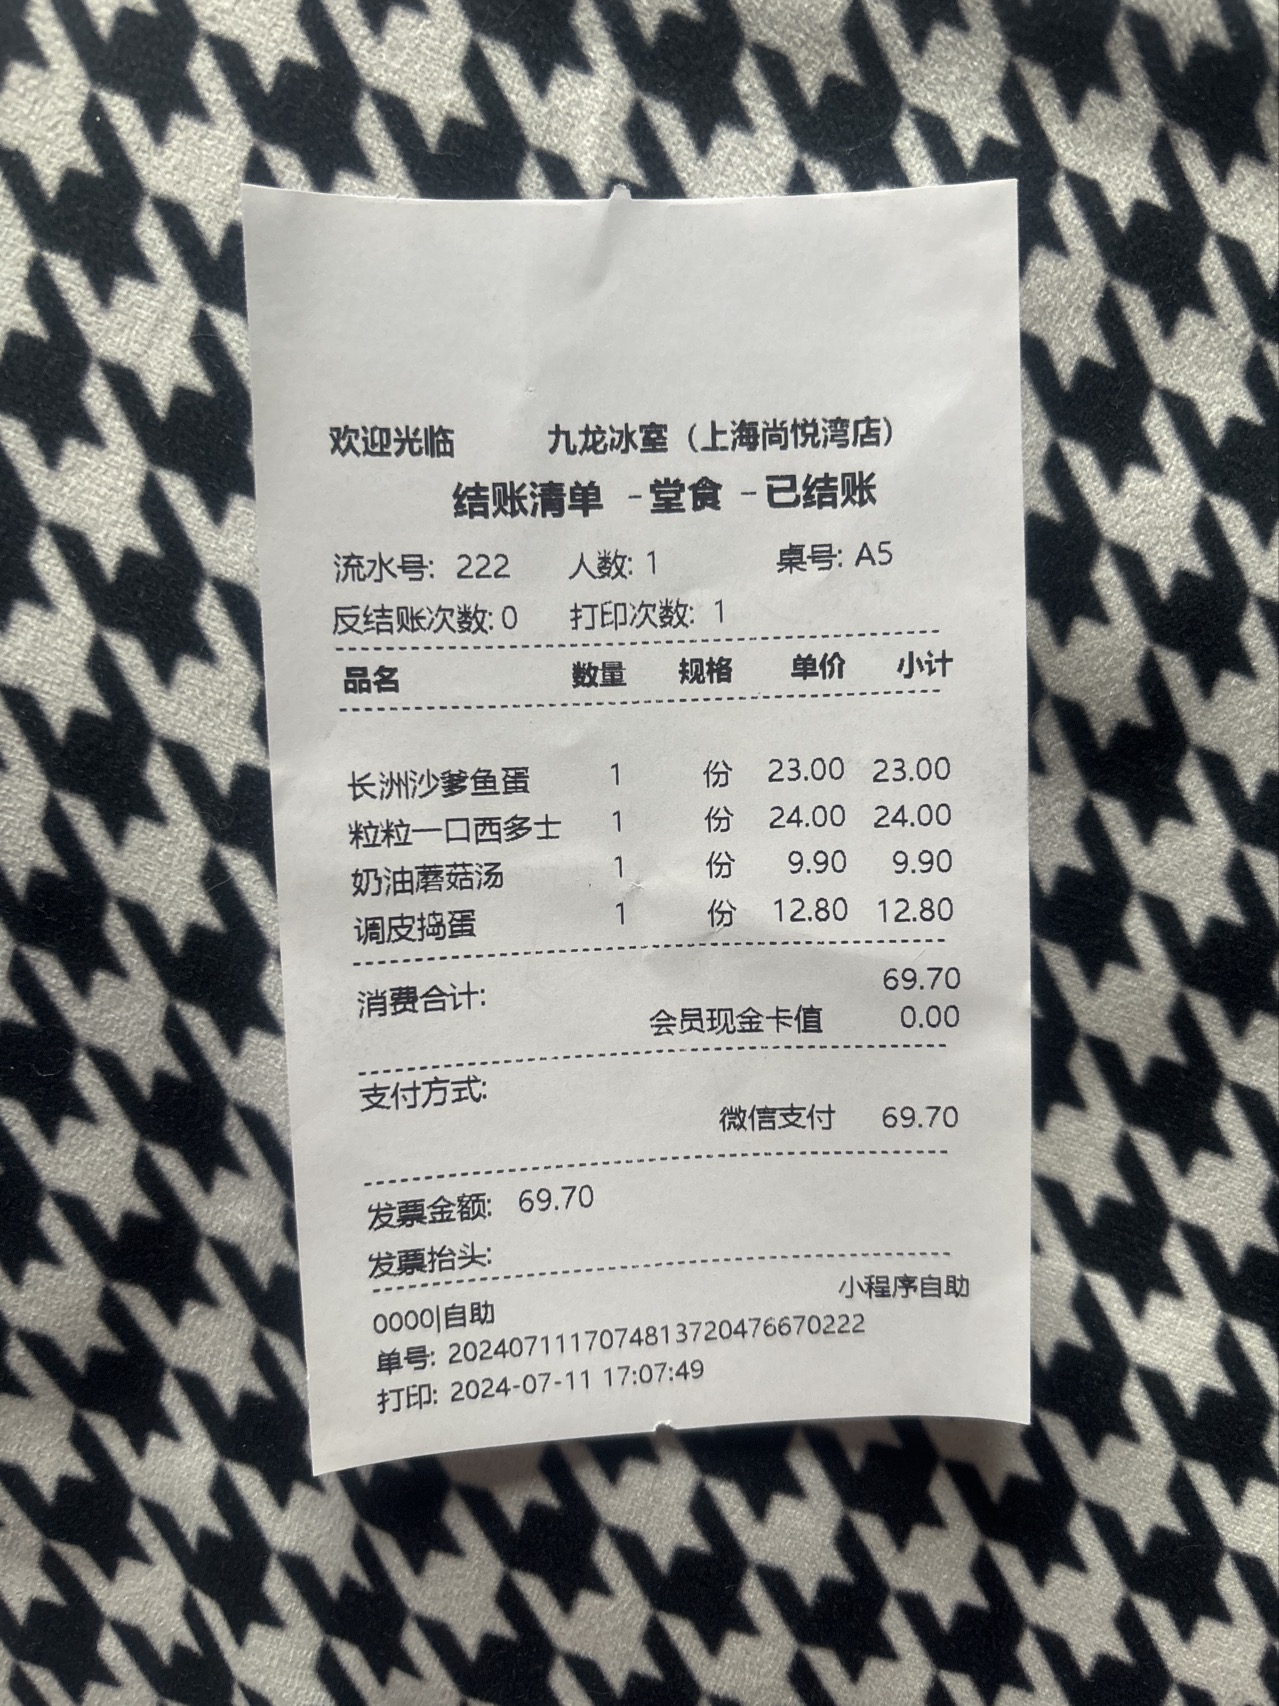 欢迎光临 九龙冰室（上海尚悦湾店）
结账清单 -堂食 -已结账
流水号: 222 人数: 1 桌号: A5
反结账次数: 0 打印次数: 1
品名 数量 规格 单价 小计
长洲沙爹鱼蛋 1 份 23.00 23.00
粒粒一口西多士 1 份 24.00 24.00
奶油蘑菇汤 1 份 9.90 9.90
调皮捣蛋 1 份 12.80 12.80
消费合计: 69.70
会员现金卡值 0.00
支付方式:
微信支付 69.70
发票金额: 69.70
发票抬头:
小程序自助
0000|自助
单号: 20240711170748137204766​70222
打印: 2024-07-11 17:07:49